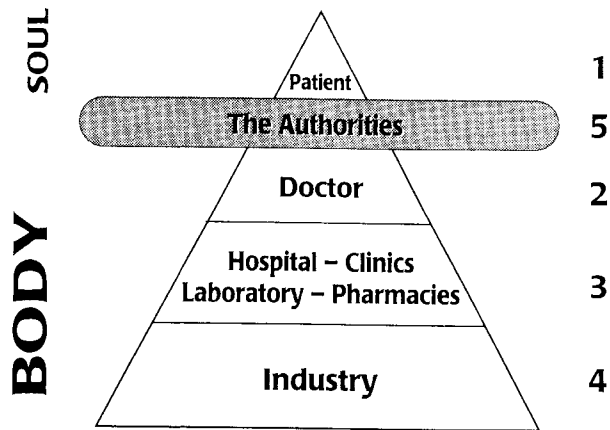 SOUL
Patient
1
The Authorities
5
Doctor
2
BODY
Hospital – Clinics
Laboratory – Pharmacies
3
Industry
4